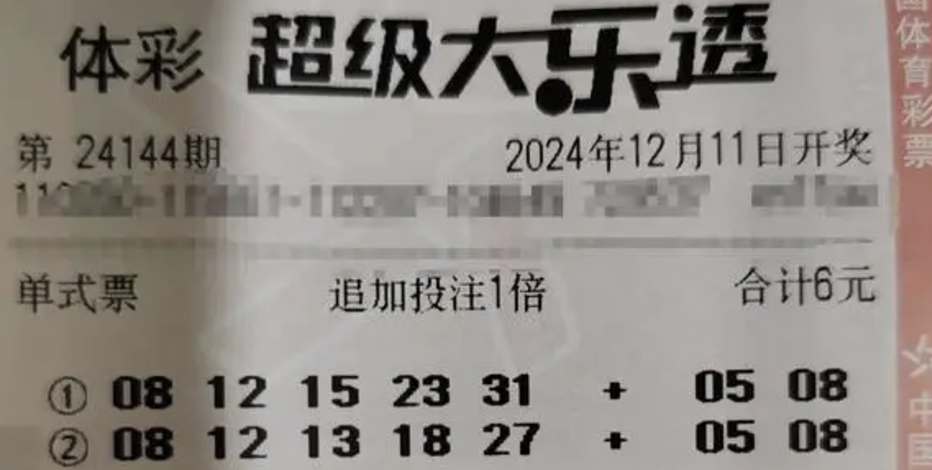 体彩 超级大乐透
第 24144期 2024年12月11日开奖
单式票 追加投注1倍 合计6元
① 08 12 15 23 31 + 05 08
② 08 12 13 18 27 + 05 08
国体育彩票
中国